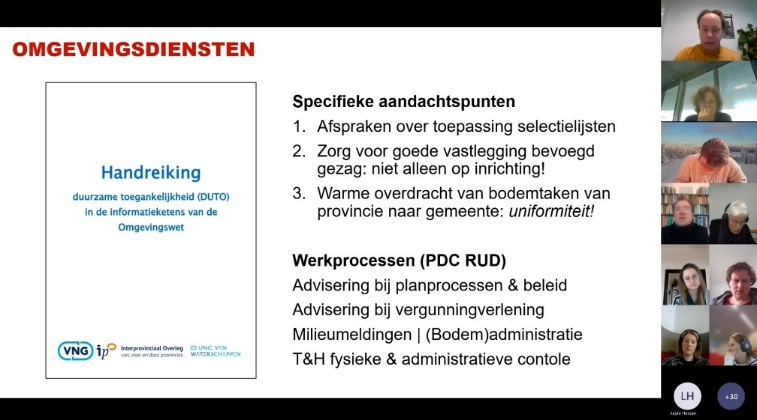 OMGEVINGSDIENSTEN
Handreiking
duurzame toegankelijkheid (DUTO)
in de informatieketens van de
Omgevingswet
VNG
ipo
Interprovinciaal Overleg
van, voor en door provincies
UNIE VAN
WATERSCHAPPEN
Specifieke aandachtspunten
1. Afspraken over toepassing selectielijsten
2. Zorg voor goede vastlegging bevoegd
gezag: niet alleen op inrichting!
3. Warme overdracht van bodemtaken van
provincie naar gemeente: uniformiteit!
Werkprocessen (PDC RUD)
Advisering bij planprocessen & beleid
Advisering bij vergunningverlening
Milieumeldingen | (Bodem)administratie
T&H fysieke & administratieve contole
LH
+30